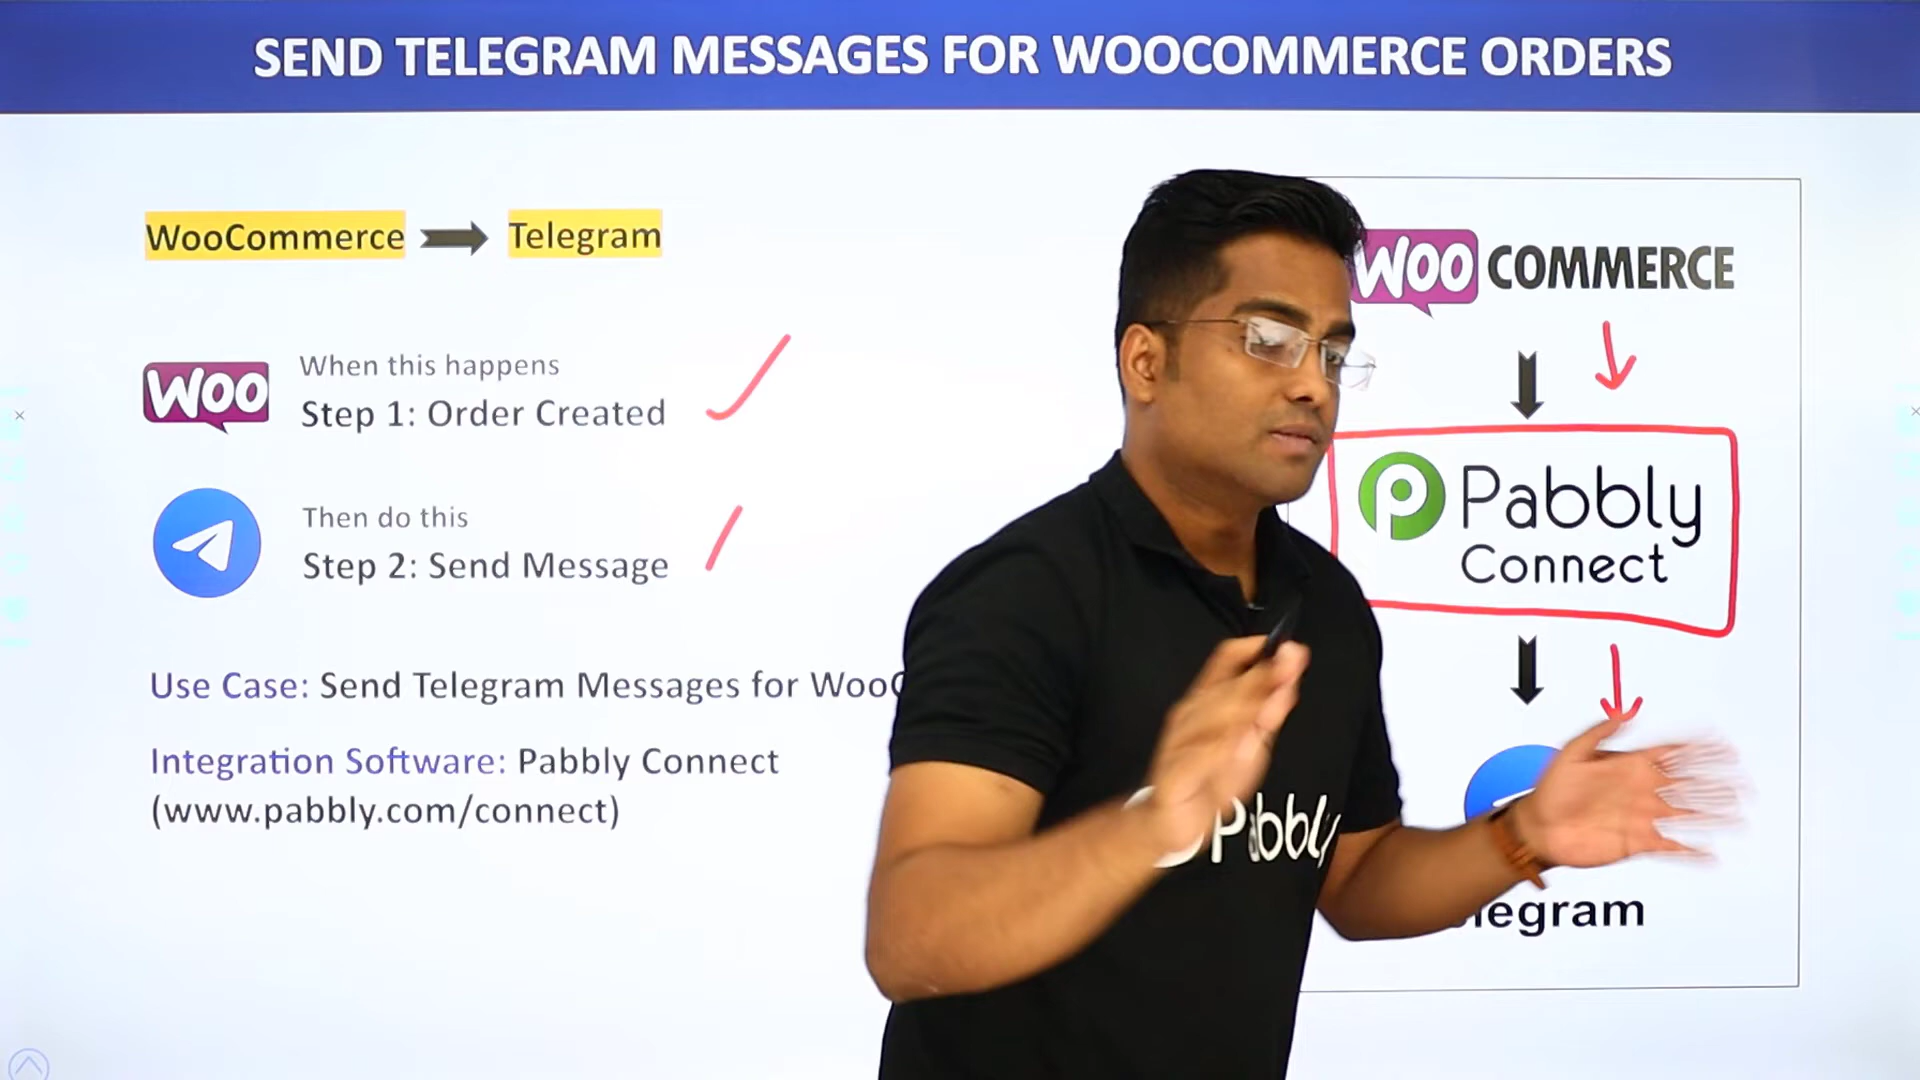 SEND TELEGRAM MESSAGES FOR WOOCOMMERCE ORDERS
WooCommerce Telegram
Woo
When this happens
Step 1: Order Created
Then do this
Step 2: Send Message
Use Case: Send Telegram Messages for
Integration Software: Pabbly Connect
(www.pabbly.com/connect)
WOO COMMERCE
Pabbly
Connect
Pabbly